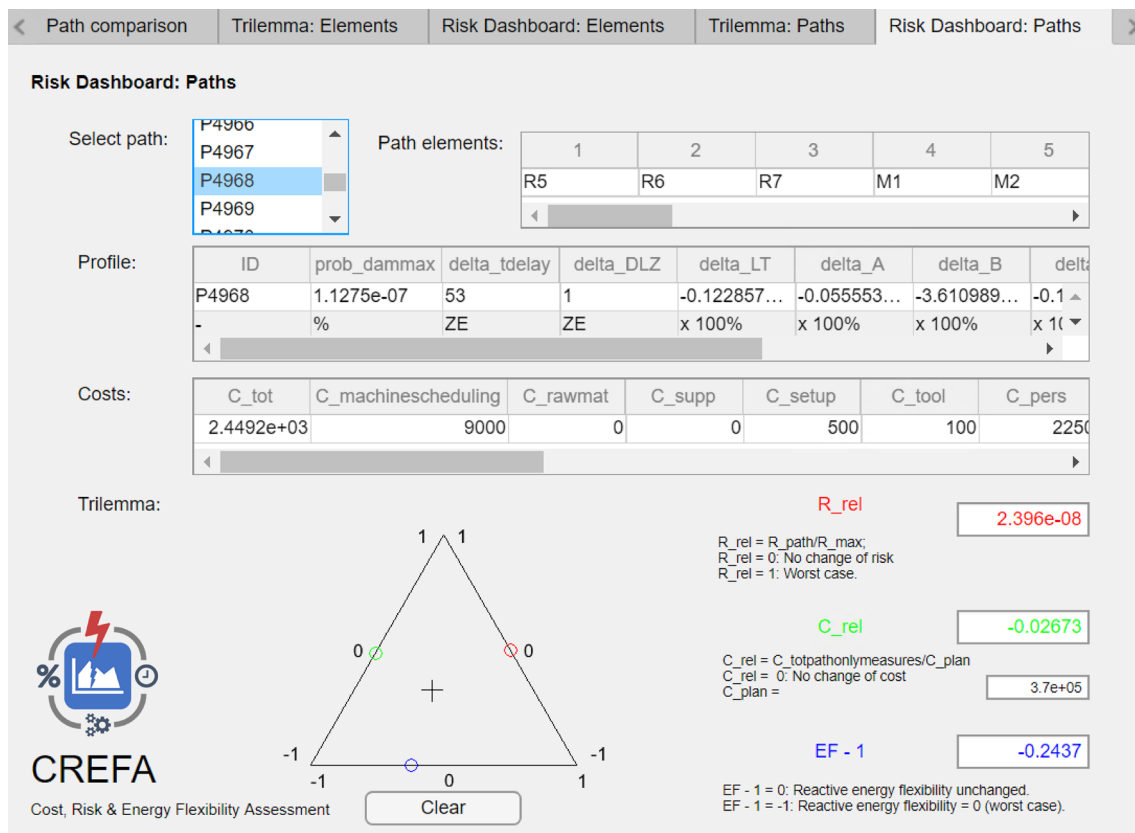 Path comparison Trilemma: Elements Risk Dashboard: Elements Trilemma: Paths Risk Dashboard: Paths
Risk Dashboard: Paths
Select path:
P4966
P4967
P4968
P4969
P4970
Path elements:
1 2 3 4 5
R5 R6 R7 M1 M2
Profile:
ID prob_dammax delta_tdelay delta_DLZ delta_LT delta_A delta_B delta
P4968 1.1275e-07 53 1 -0.122857... -0.055553... -3.610989... -0.1
- % ZE ZE x 100% x 100% x 100% x 10
Costs:
C_tot C_machinescheduling C_rawmat C_supp C_setup C_tool C_pers
2.4492e+03 9000 0 0 500 100 2250
Trilemma:
1 1
0 0
-1 -1
-1 0 1
Clear
R_rel 2.396e-08
R_rel = R_path/R_max;
R_rel = 0: No change of risk
R_rel = 1: Worst case.
C_rel -0.02673
C_rel = C_totpathonlymeasures/C_plan
C_rel = 0: No change of cost
C_plan = 3.7e+05
EF - 1 -0.2437
EF - 1 = 0: Reactive energy flexibility unchanged.
EF - 1 = -1: Reactive energy flexibility = 0 (worst case).
%
CREFA
Cost, Risk & Energy Flexibility Assessment